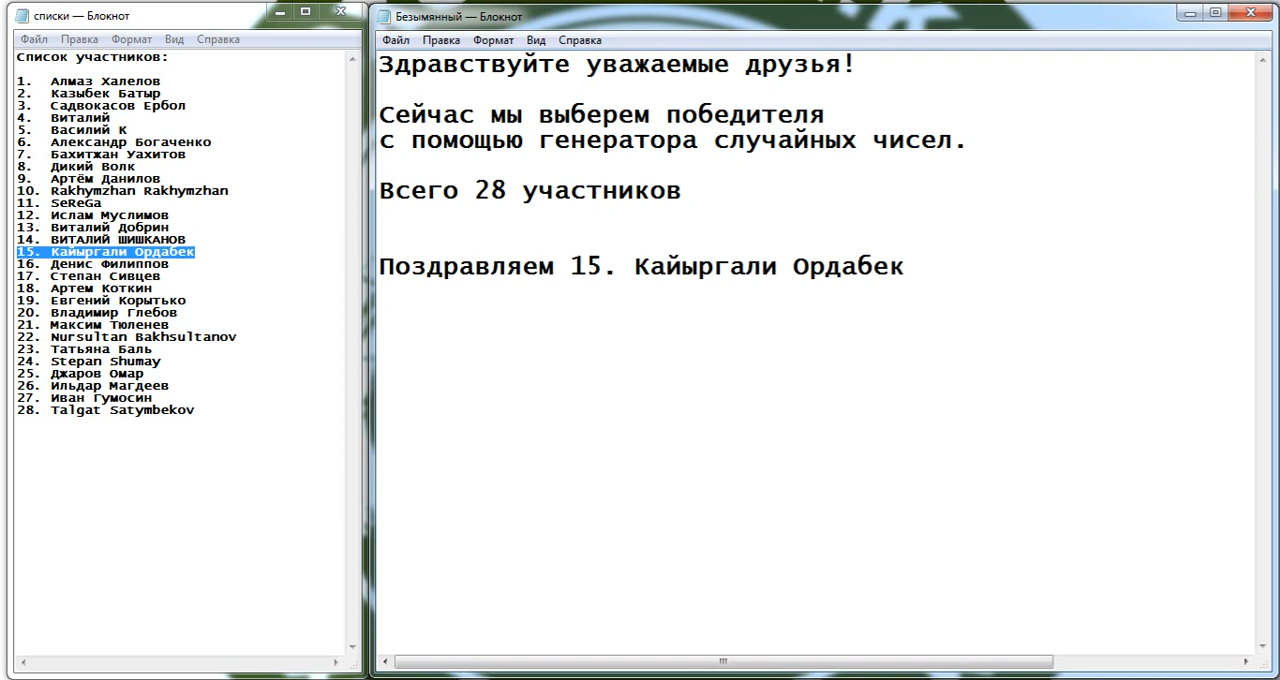 списки — Блокнот
Файл Правка Формат Вид Справка
Список участников:
1. Алмаз Халелов
2. Казыбек Батыр
3. Садвокасов Ербол
4. Виталий
5. Василий К
6. Александр Богаченко
7. Бахитжан Уахитов
8. Дикий Волк
9. Артём Данилов
10. Rakhymzhan Rakhymzhan
11. SeReGa
12. Ислам Муслимов
13. Виталий Добрин
14. ВИТАЛИЙ ШИШКАНОВ
15. Кайыргали Ордабек
16. Денис Филиппов
17. Степан Сивцев
18. Артем Коткин
19. Евгений Корытько
20. Владимир Глебов
21. Максим Тюленев
22. Nursultan Bakhsultanov
23. Татьяна Баль
24. Stepan Shumay
25. Джаров Омар
26. Ильдар Магдеев
27. Иван Гумосин
28. Talgat Satymbekov
Безымянный — Блокнот
Файл Правка Формат Вид Справка
Здравствуйте уважаемые друзья!
Сейчас мы выберем победителя
с помощью генератора случайных чисел.
Всего 28 участников
Поздравляем 15. Кайыргали Ордабек